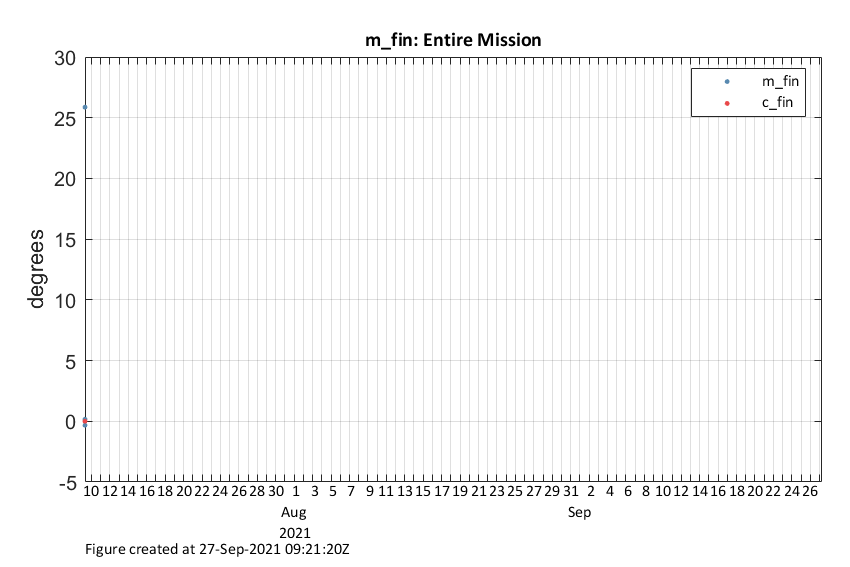 m_fin: Entire Mission
30
25
20
15
10
5
0
-5
degrees
m_fin
c_fin
10 12 14 16 18 20 22 24 26 28 30 1 3 5 7 9 11 13 15 17 19 21 23 25 27 29 31 2 4 6 8 10 12 14 16 18 20 22 24 26
Aug Sep
2021
Figure created at 27-Sep-2021 09:21:20Z